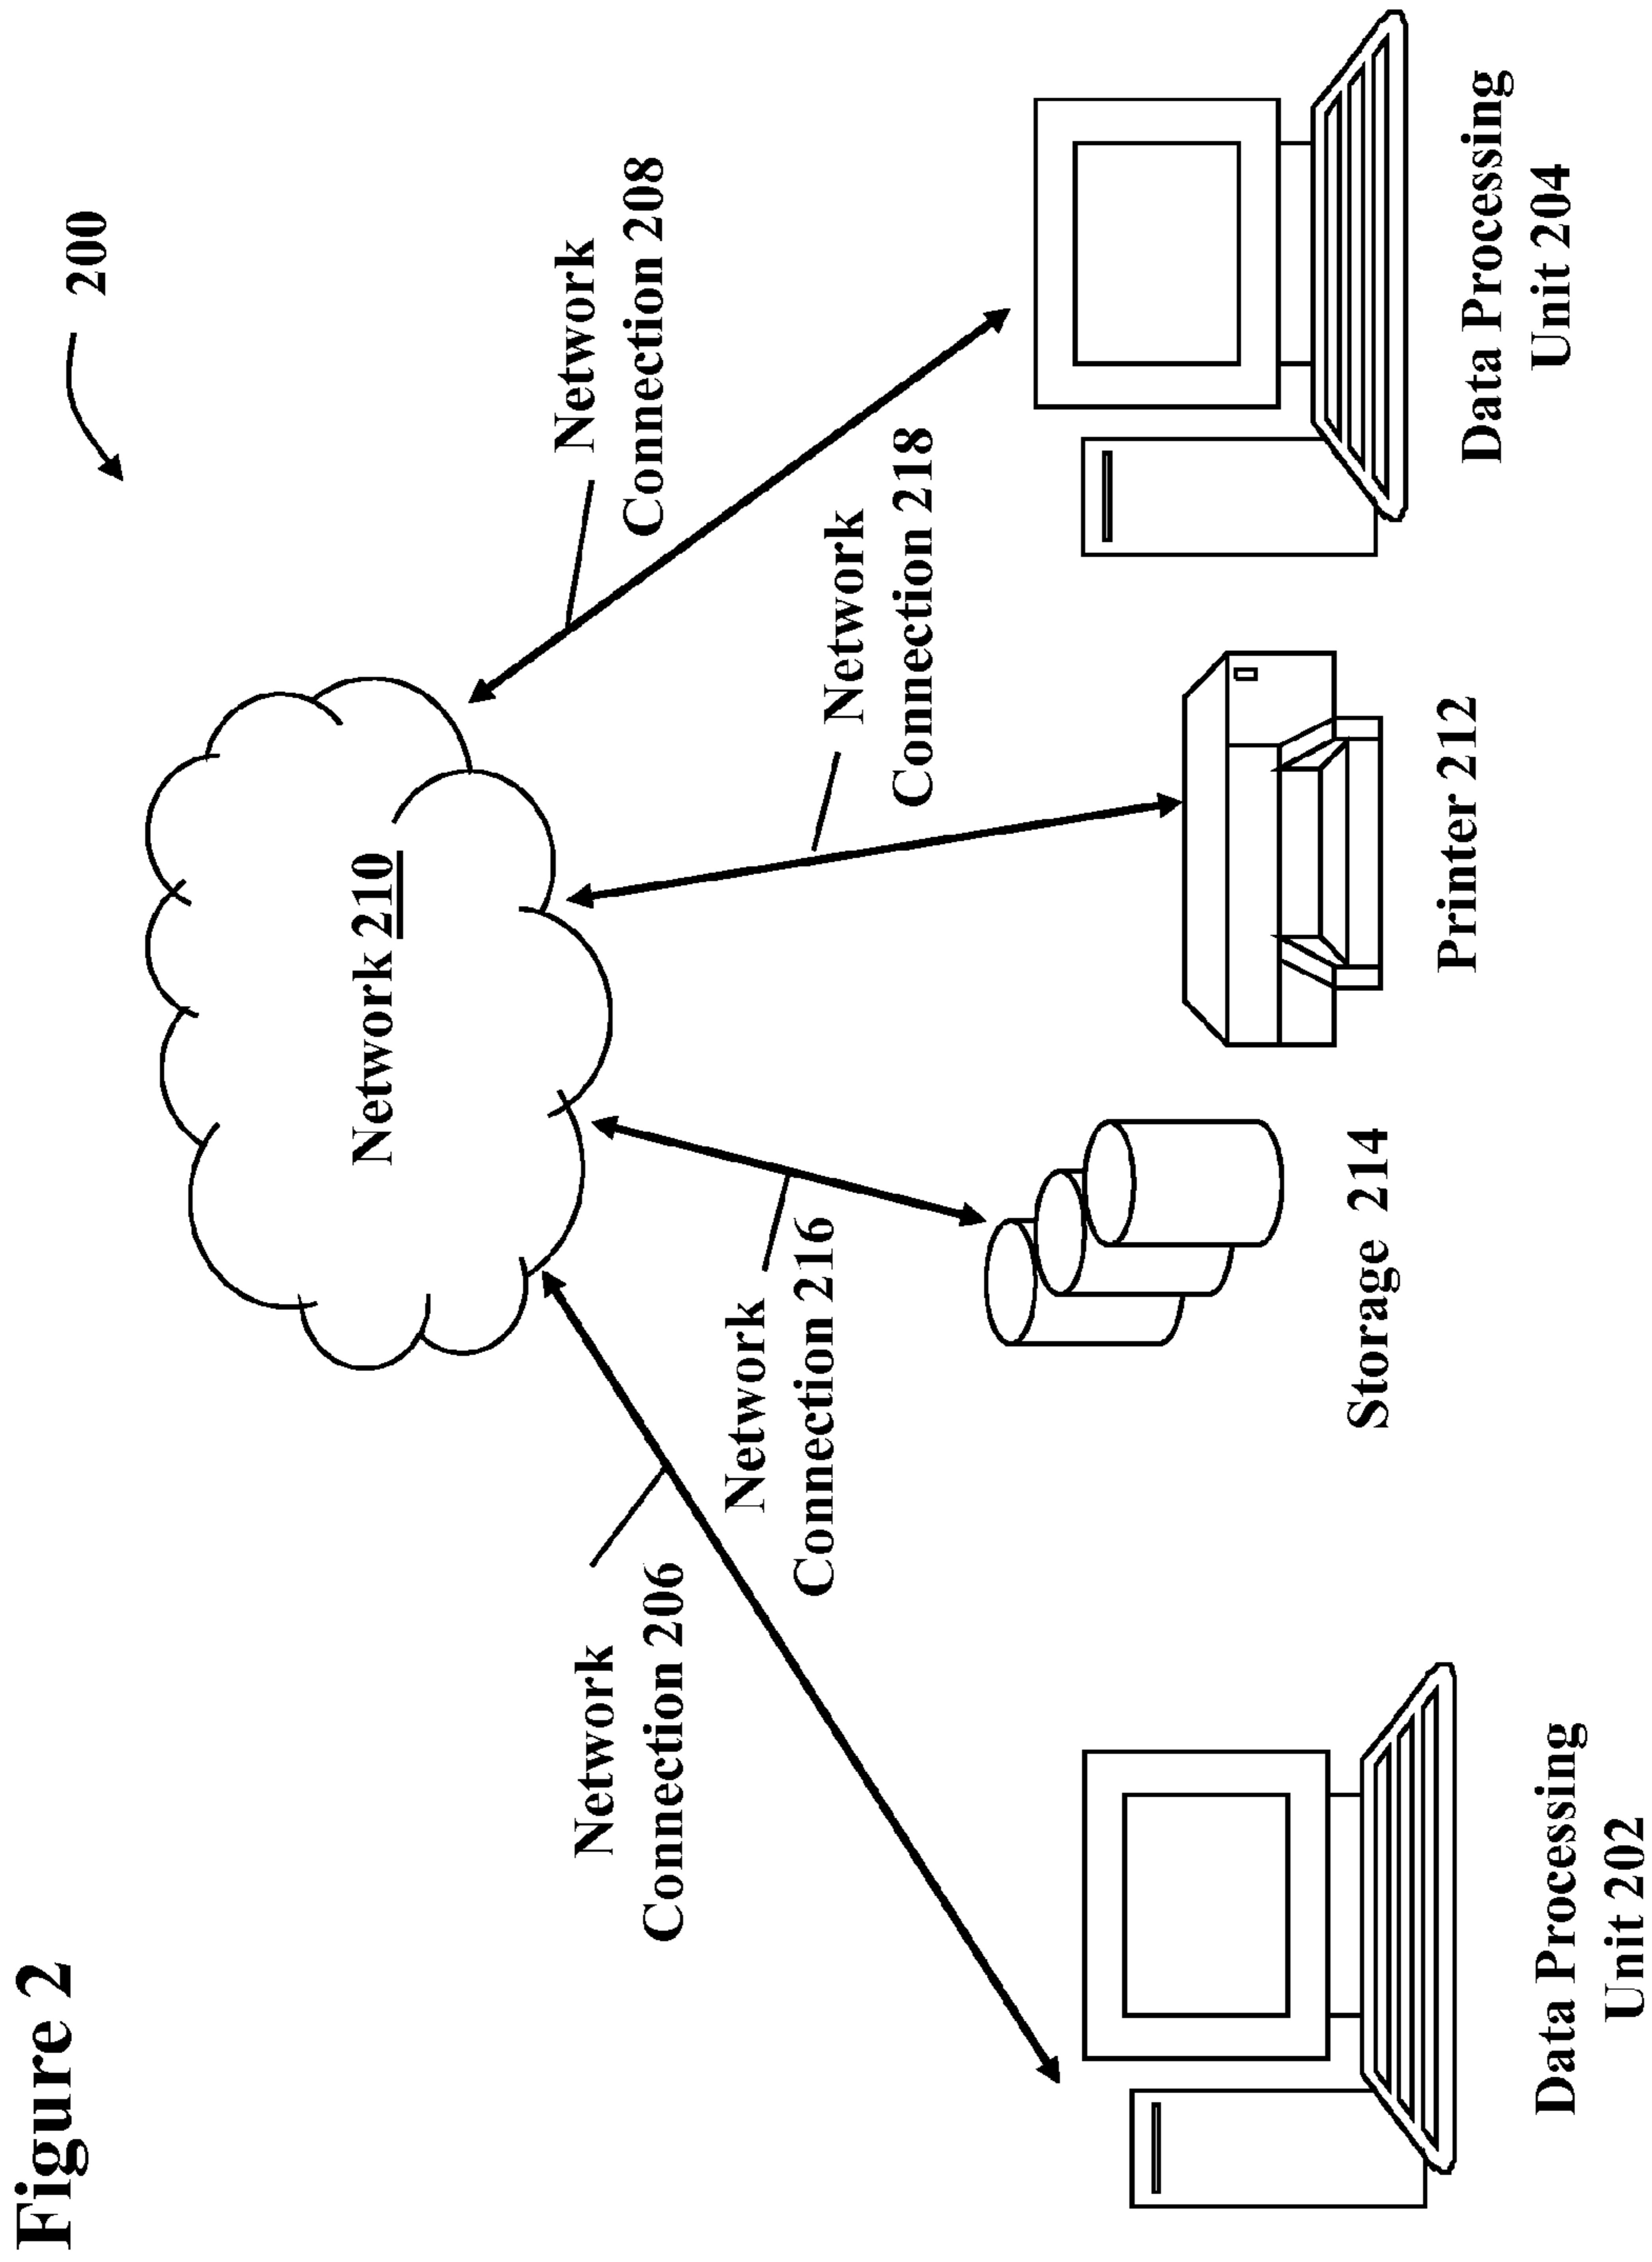 Figure 2
200
Network 210
Network
Connection 208
Network
Connection 206
Network
Connection 218
Network
Connection 216
Data Processing
Unit 202
Storage 214
Printer 212
Data Processing
Unit 204